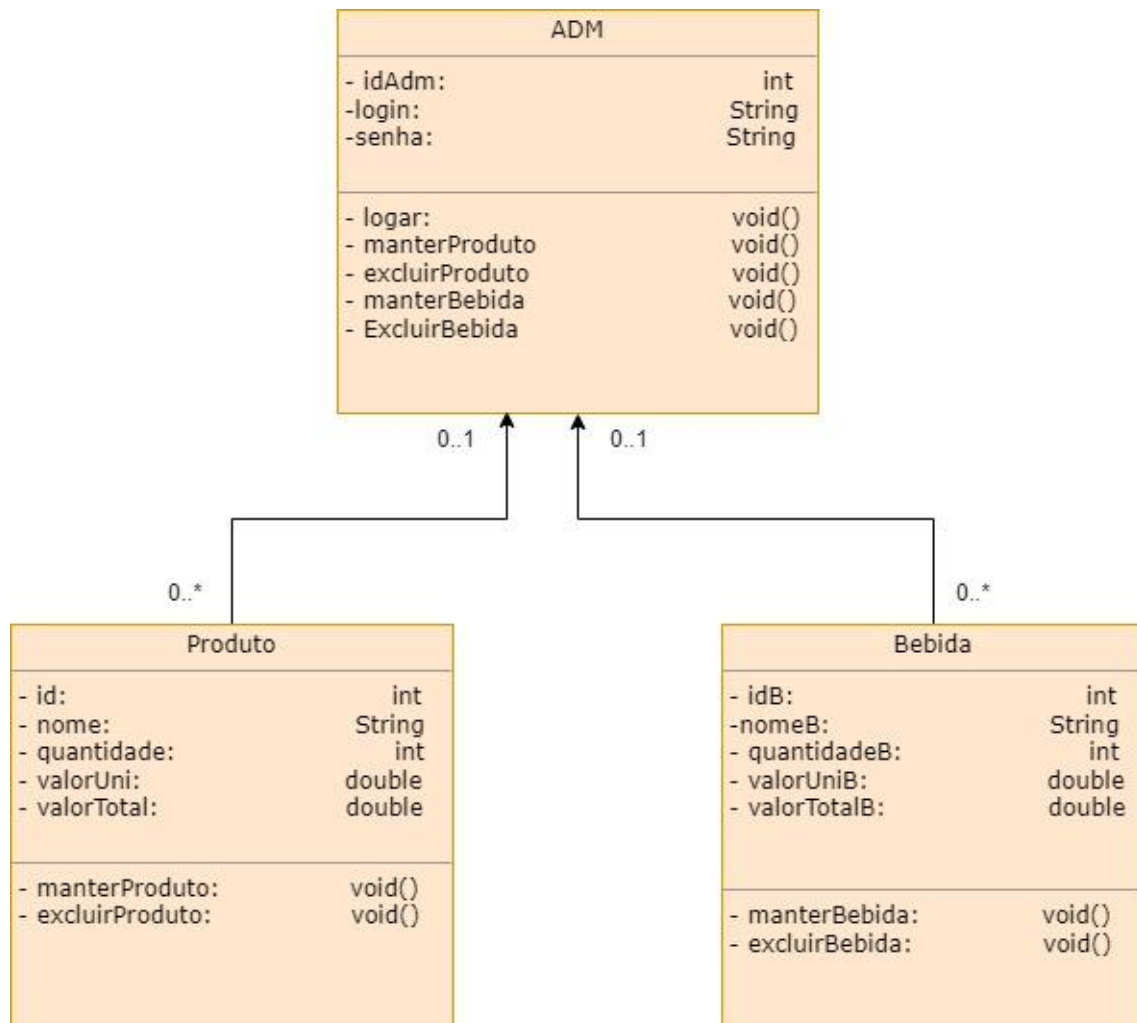 ADM
- idAdm: int
-login: String
-senha: String
- logar: void()
- manterProduto void()
- excluirProduto void()
- manterBebida void()
- ExcluirBebida void()
0..1 0..1
0..* 0..*
Produto
- id: int
- nome: String
- quantidade: int
- valorUni: double
- valorTotal: double
- manterProduto: void()
- excluirProduto: void()
Bebida
- idB: int
-nomeB: String
- quantidadeB: int
- valorUniB: double
- valorTotalB: double
- manterBebida: void()
- excluirBebida: void()